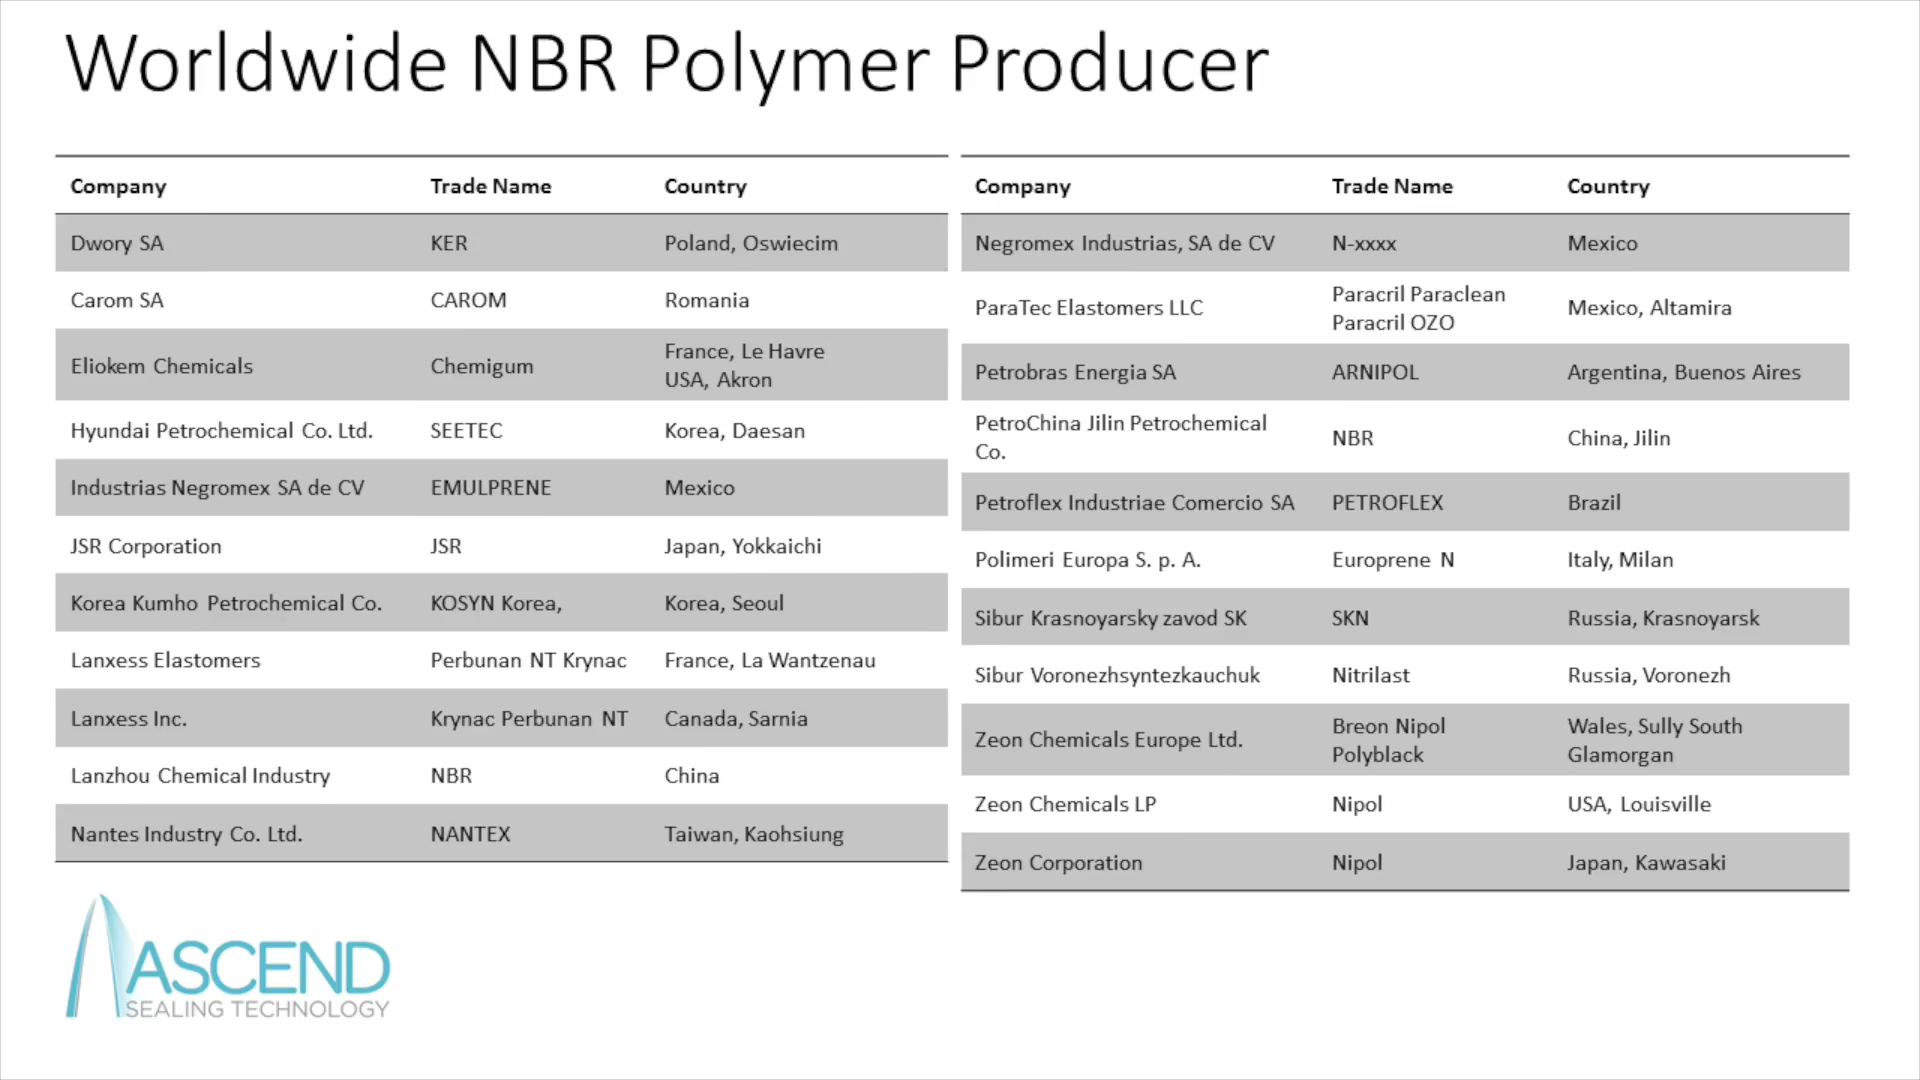 Worldwide NBR Polymer Producer
Company Trade Name Country
Dwory SA KER Poland, Oswiecim
Carom SA CAROM Romania
Eliokem Chemicals Chemigum France, Le Havre
USA, Akron
Hyundai Petrochemical Co. Ltd. SEETEC Korea, Daesan
Industrias Negromex SA de CV EMULPRENE Mexico
JSR Corporation JSR Japan, Yokkaichi
Korea Kumho Petrochemical Co. KOSYN Korea, Korea, Seoul
Lanxess Elastomers Perbunan NT Krynac France, La Wantzenau
Lanxess Inc. Krynac Perbunan NT Canada, Sarnia
Lanzhou Chemical Industry NBR China
Nantes Industry Co. Ltd. NANTEX Taiwan, Kaohsiung
Company Trade Name Country
Negromex Industrias, SA de CV N-xxxx Mexico
ParaTec Elastomers LLC Paracril Paraclean Mexico, Altamira
Paracril OZO
Petrobras Energia SA ARNIPOL Argentina, Buenos Aires
PetroChina Jilin Petrochemical NBR China, Jilin
Co.
Petroflex Industriae Comercio SA PETROFLEX Brazil
Polimeri Europa S. p. A. Europrene N Italy, Milan
Sibur Krasnoyarsky zavod SK SKN Russia, Krasnoyarsk
Sibur Voronezhsyntezkauchuk Nitrilast Russia, Voronezh
Zeon Chemicals Europe Ltd. Breon Nipol Wales, Sully South
Polyblack Glamorgan
Zeon Chemicals LP Nipol USA, Louisville
Zeon Corporation Nipol Japan, Kawasaki
ASCEND
SEALING TECHNOLOGY